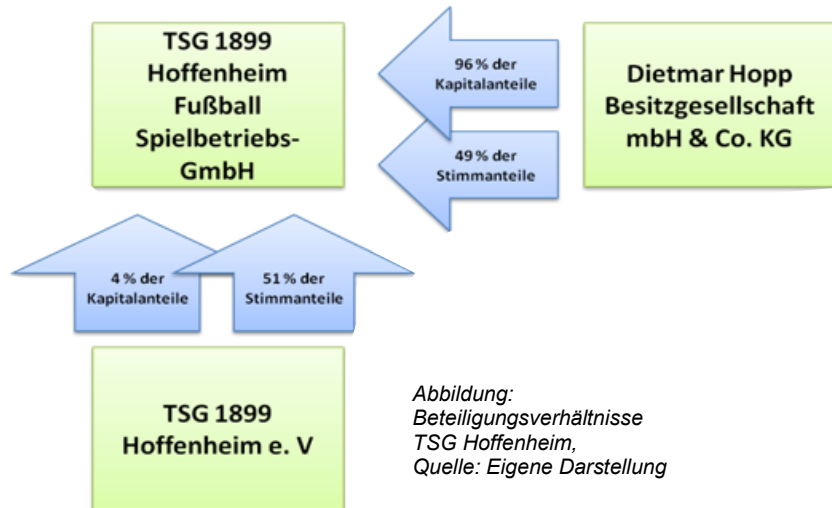 TSG 1899
Hoffenheim
Fußball
Spielbetriebs-
GmbH
96 % der
Kapitalanteile
49 % der
Stimmanteile
Dietmar Hopp
Besitzgesellschaft
mbH & Co. KG
4 % der
Kapitalanteile
51 % der
Stimmanteile
TSG 1899
Hoffenheim e. V
Abbildung:
Beteiligungsverhältnisse
TSG Hoffenheim,
Quelle: Eigene Darstellung